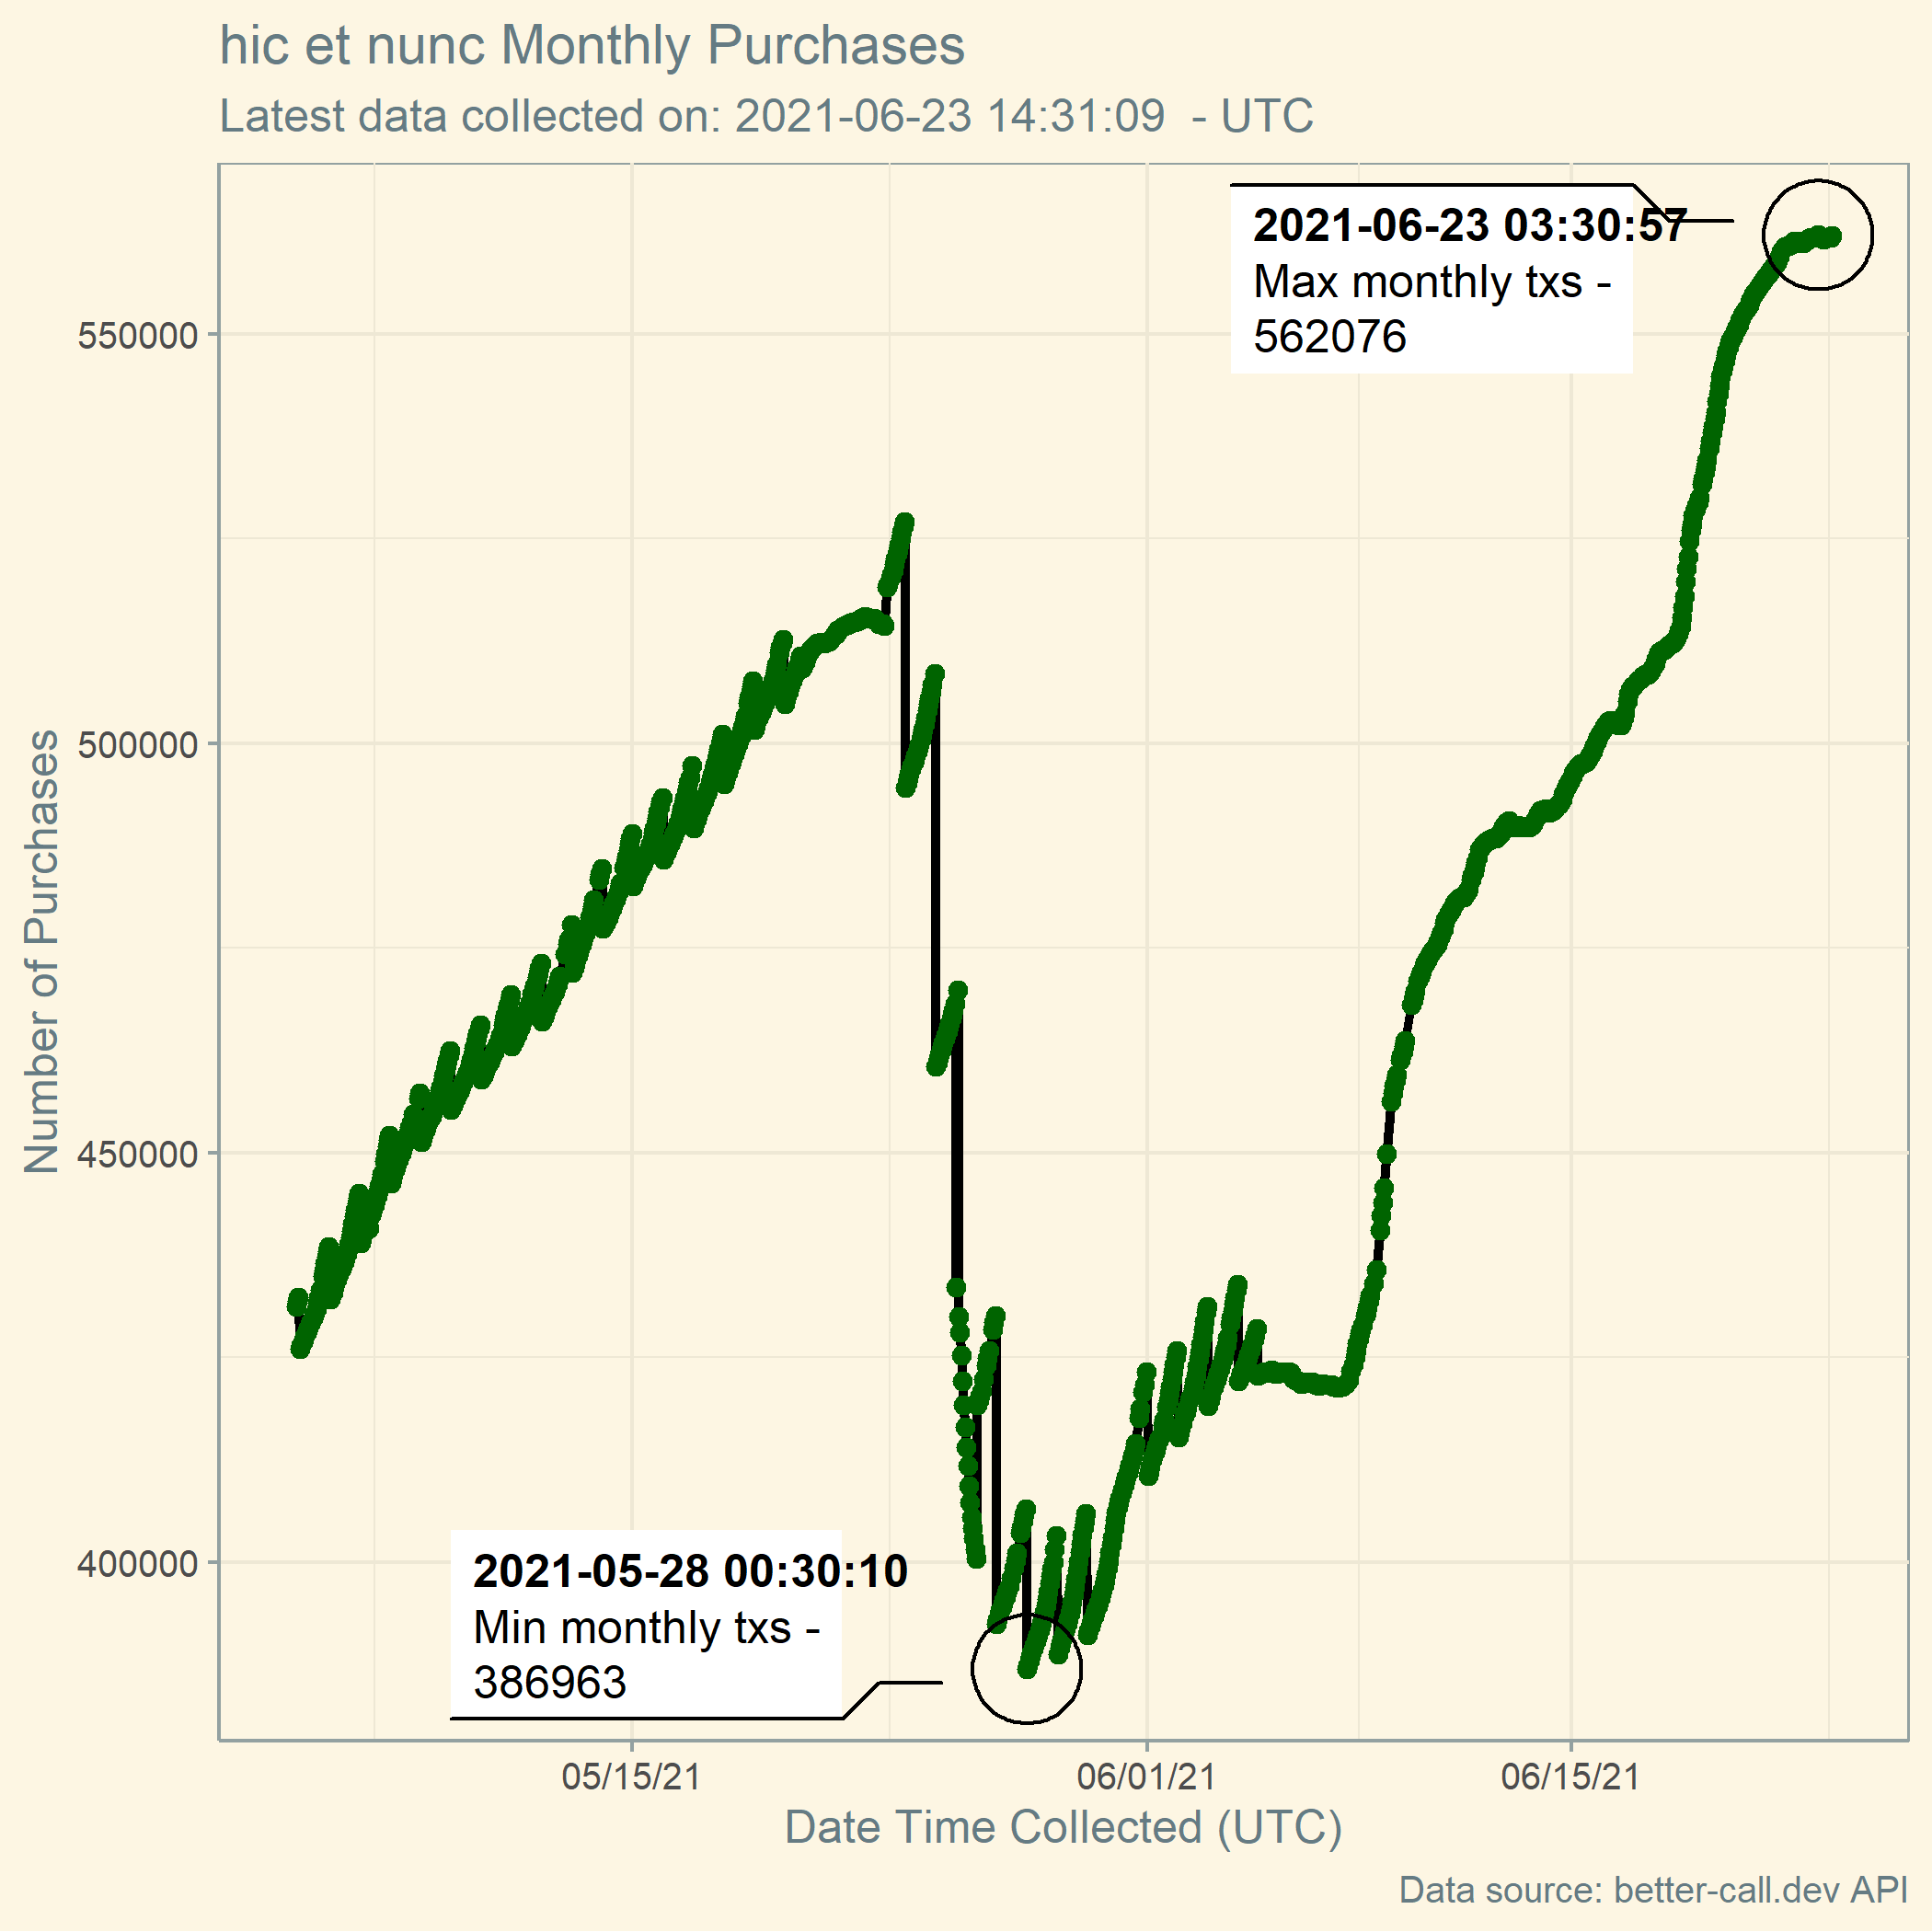 hic et nunc Monthly Purchases
Latest data collected on: 2021-06-23 14:31:09  - UTC
2021-06-23 03:30:57
Max monthly txs -
562076
550000
500000
450000
400000
Number of Purchases
2021-05-28 00:30:10
Min monthly txs -
386963
05/15/21
06/01/21
06/15/21
Date Time Collected (UTC)
Data source: better-call.dev API